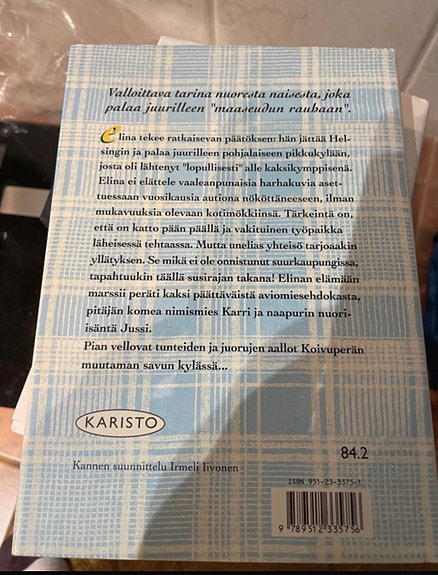 Valloittava tarina nuoresta naisesta, joka
palaa juurilleen "maaseudun rauhaan".
elina tekee ratkaisevan päätöksen: hän jättää Hel-
singin ja palaa juurilleen pohjalaiseen pikkukylään,
josta oli lähtenyt "lopullisesti" alle kaksikymppisenä.
Elina ei elättele vaaleanpunaisia harhakuvia aset-
tuessaan vuosikausia autiona nököttäneeseen, ilman
mukavuuksia olevaan kotimökkiinsä. Tärkeintä on,
että on katto pään päällä ja vakituinen työpaikka
läheisessä tehtaassa. Mutta unelias yhteisö tarjoaakin
yllätyksen. Se mikä ei ole onnistunut suurkaupungissa,
tapahtuukin täällä susirajan takana! Elinan elämään
marssii peräti kaksi päättäväistä aviomiesehdokasta,
pitäjän komea nimismies Karri ja naapurin nuori-
isäntä Jussi.
Pian vellovat tunteiden ja juorujen aallot Koivuperän
muutaman savun kylässä...
KARISTO
84.2
Kannen suunnittelu Irmeli Iivonen
ISBN 951-23-3575-1
9 789512 335756